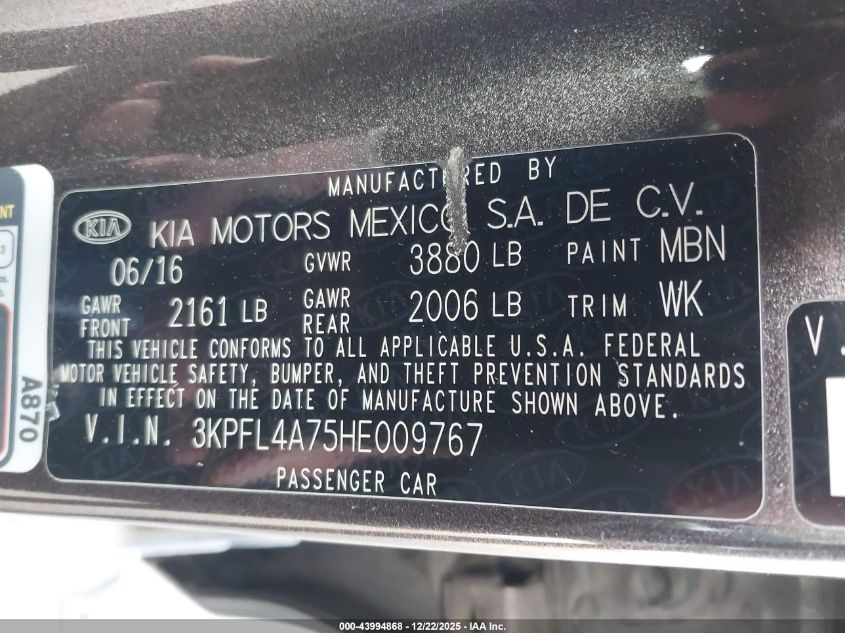 MANUFACTURED BY
KIA KIA MOTORS MEXICO S.A. DE C.V.
06/16 GVWR 3880 LB PAINT MBN
GAWR FRONT 2161 LB GAWR REAR 2006 LB TRIM WK
THIS VEHICLE CONFORMS TO ALL APPLICABLE U.S.A. FEDERAL
MOTOR VEHICLE SAFETY, BUMPER, AND THEFT PREVENTION STANDARDS
IN EFFECT ON THE DATE OF MANUFACTURE SHOWN ABOVE.
V.I.N. 3KPFL4A75HE009767
PASSENGER CAR
A870
V.
000-43994868 - 12/22/2025 - IAA Inc.